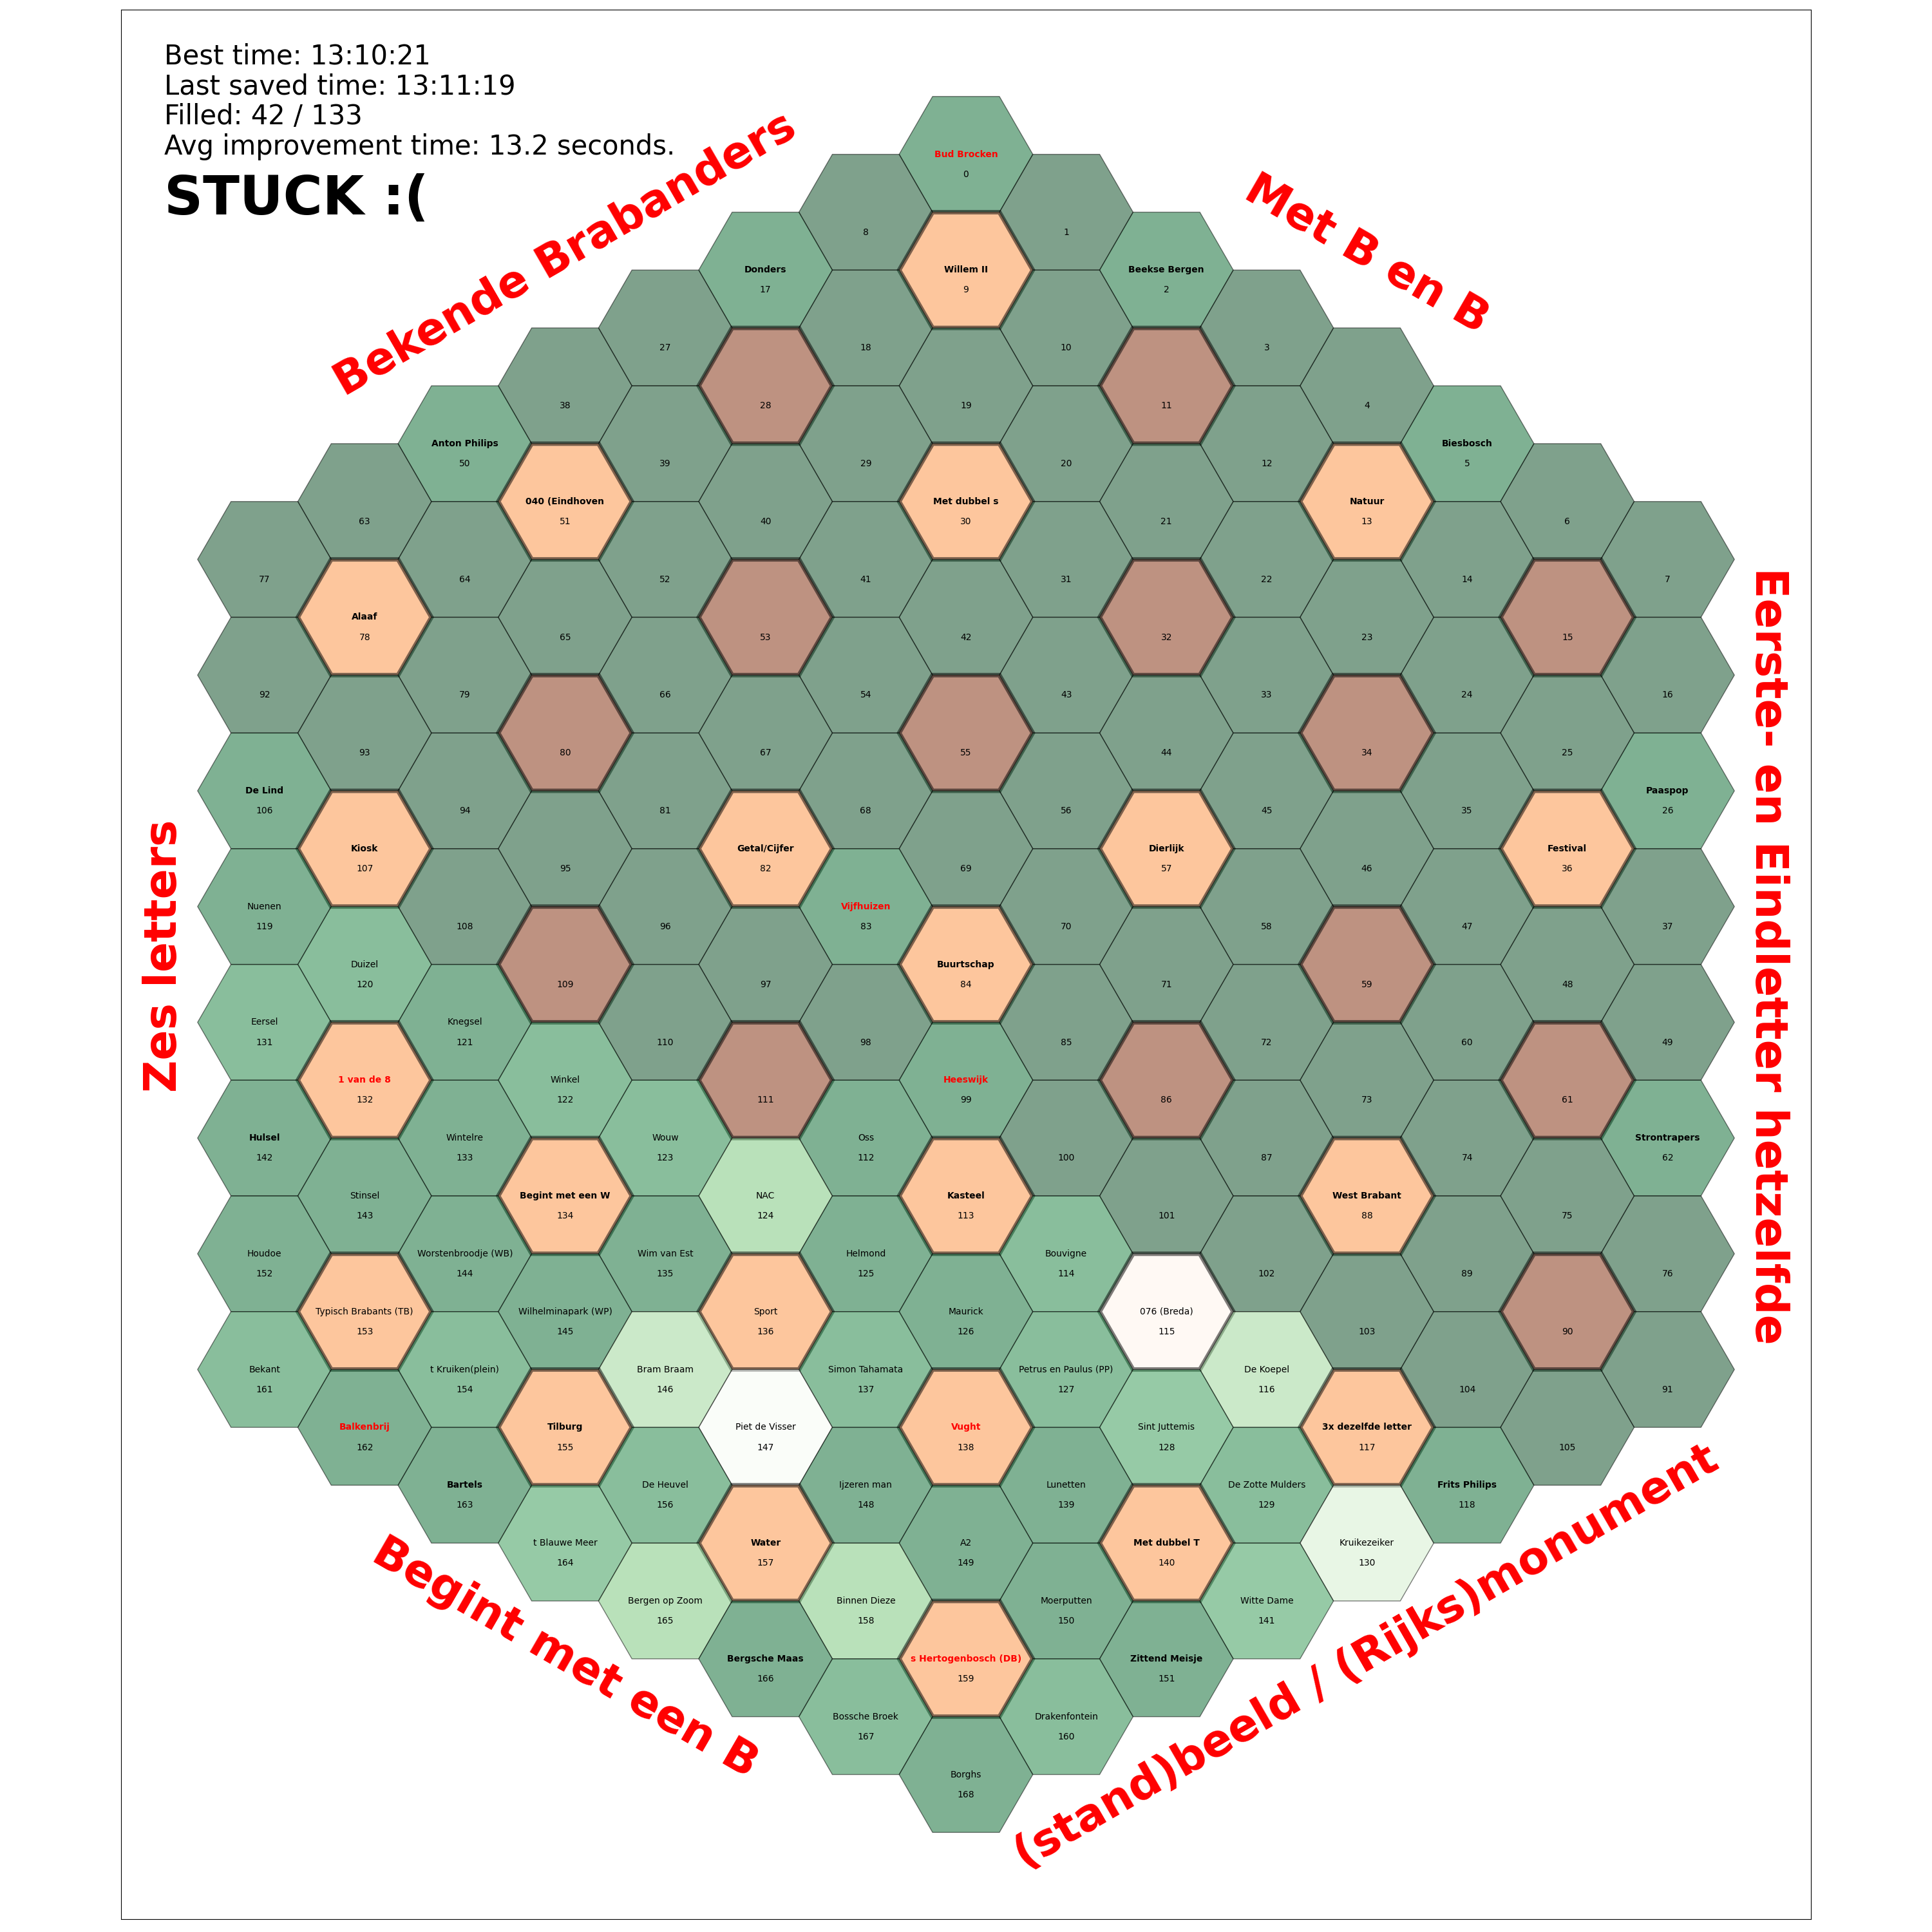 Best time: 13:10:21
Last saved time: 13:11:19
Filled: 42 / 133
Avg improvement time: 13.2 seconds.
STUCK :(
Bekende Brabanders
Met B en B
Eerste- en Eindletter hetzelfde
Zes letters
Begint met een B
(stand)beeld / (Rijks)monument
Bud Brocken
0
8
1
Donders
17
Willem II
9
Beekse Bergen
2
27
18
10
3
38
28
19
11
4
Anton Philips
50
39
29
20
12
Biesbosch
5
63
040 (Eindhoven
51
40
Met dubbel s
30
21
Natuur
13
6
77
64
52
41
31
22
14
7
Alaaf
78
65
53
42
32
23
15
92
79
66
54
43
33
24
16
93
80
67
55
44
34
25
De Lind
106
94
81
68
56
45
35
Paaspop
26
Kiosk
107
95
Getal/Cijfer
82
69
Dierlijk
57
46
Festival
36
Nuenen
119
108
96
Vijfhuizen
83
70
58
47
37
Duizel
120
109
97
Buurtschap
84
71
59
48
Eersel
131
Knegsel
121
110
98
85
72
60
49
1 van de 8
132
Winkel
122
111
Heeswijk
99
86
73
61
Hulsel
142
Wintelre
133
Wouw
123
Oss
112
100
87
74
Strontrapers
62
Stinsel
143
Begint met een W
134
NAC
124
Kasteel
113
101
West Brabant
88
75
Houdoe
152
Worstenbroodje (WB)
144
Wim van Est
135
Helmond
125
Bouvigne
114
102
89
76
Typisch Brabants (TB)
153
Wilhelminapark (WP)
145
Sport
136
Maurick
126
076 (Breda)
115
103
90
Bekant
161
t Kruiken(plein)
154
Bram Braam
146
Simon Tahamata
137
Petrus en Paulus (PP)
127
De Koepel
116
104
91
Balkenbrij
162
Tilburg
155
Piet de Visser
147
Vught
138
Sint Juttemis
128
3x dezelfde letter
117
105
Bartels
163
De Heuvel
156
Ijzeren man
148
Lunetten
139
De Zotte Mulders
129
Frits Philips
118
t Blauwe Meer
164
Water
157
A2
149
Met dubbel T
140
Kruikezeiker
130
Bergen op Zoom
165
Binnen Dieze
158
Moerputten
150
Witte Dame
141
Bergsche Maas
166
s Hertogenbosch (DB)
159
Zittend Meisje
151
Bossche Broek
167
Drakenfontein
160
Borghs
168